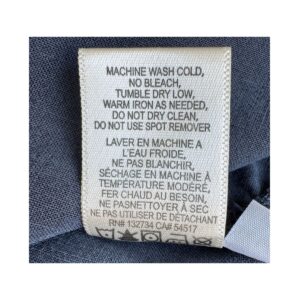 MACHINE WASH COLD,
NO BLEACH,
TUMBLE DRY LOW,
WARM IRON AS NEEDED,
DO NOT DRY CLEAN,
DO NOT USE SPOT REMOVER
LAVER EN MACHINE A
L'EAU FROIDE,
NE PAS BLANCHIR,
SÉCHAGE EN MACHINE À
TEMPÉRATURE MODÉRÉ,
FER CHAUD AU BESOIN,
NE PASNETTOYER À SEC
NE PAS UTILISER DE DÉTACHANT
RN# 132734 CA# 54517